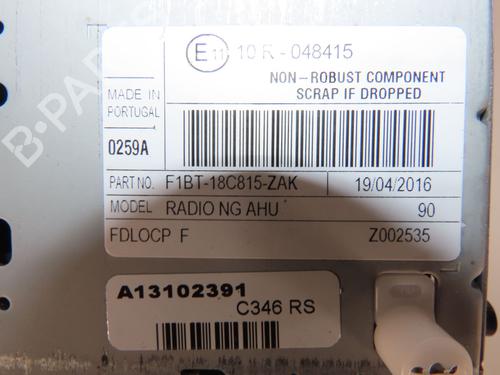 E11 10 R - 048415
NON-ROBUST COMPONENT
SCRAP IF DROPPED
MADE IN
PORTUGAL
0259A
PART NO. F1BT-18C815-ZAK 19/04/2016
MODEL RADIO NG AHU 90
FDLOCP F Z002535
A13102391
C346 RS
B-PARTS